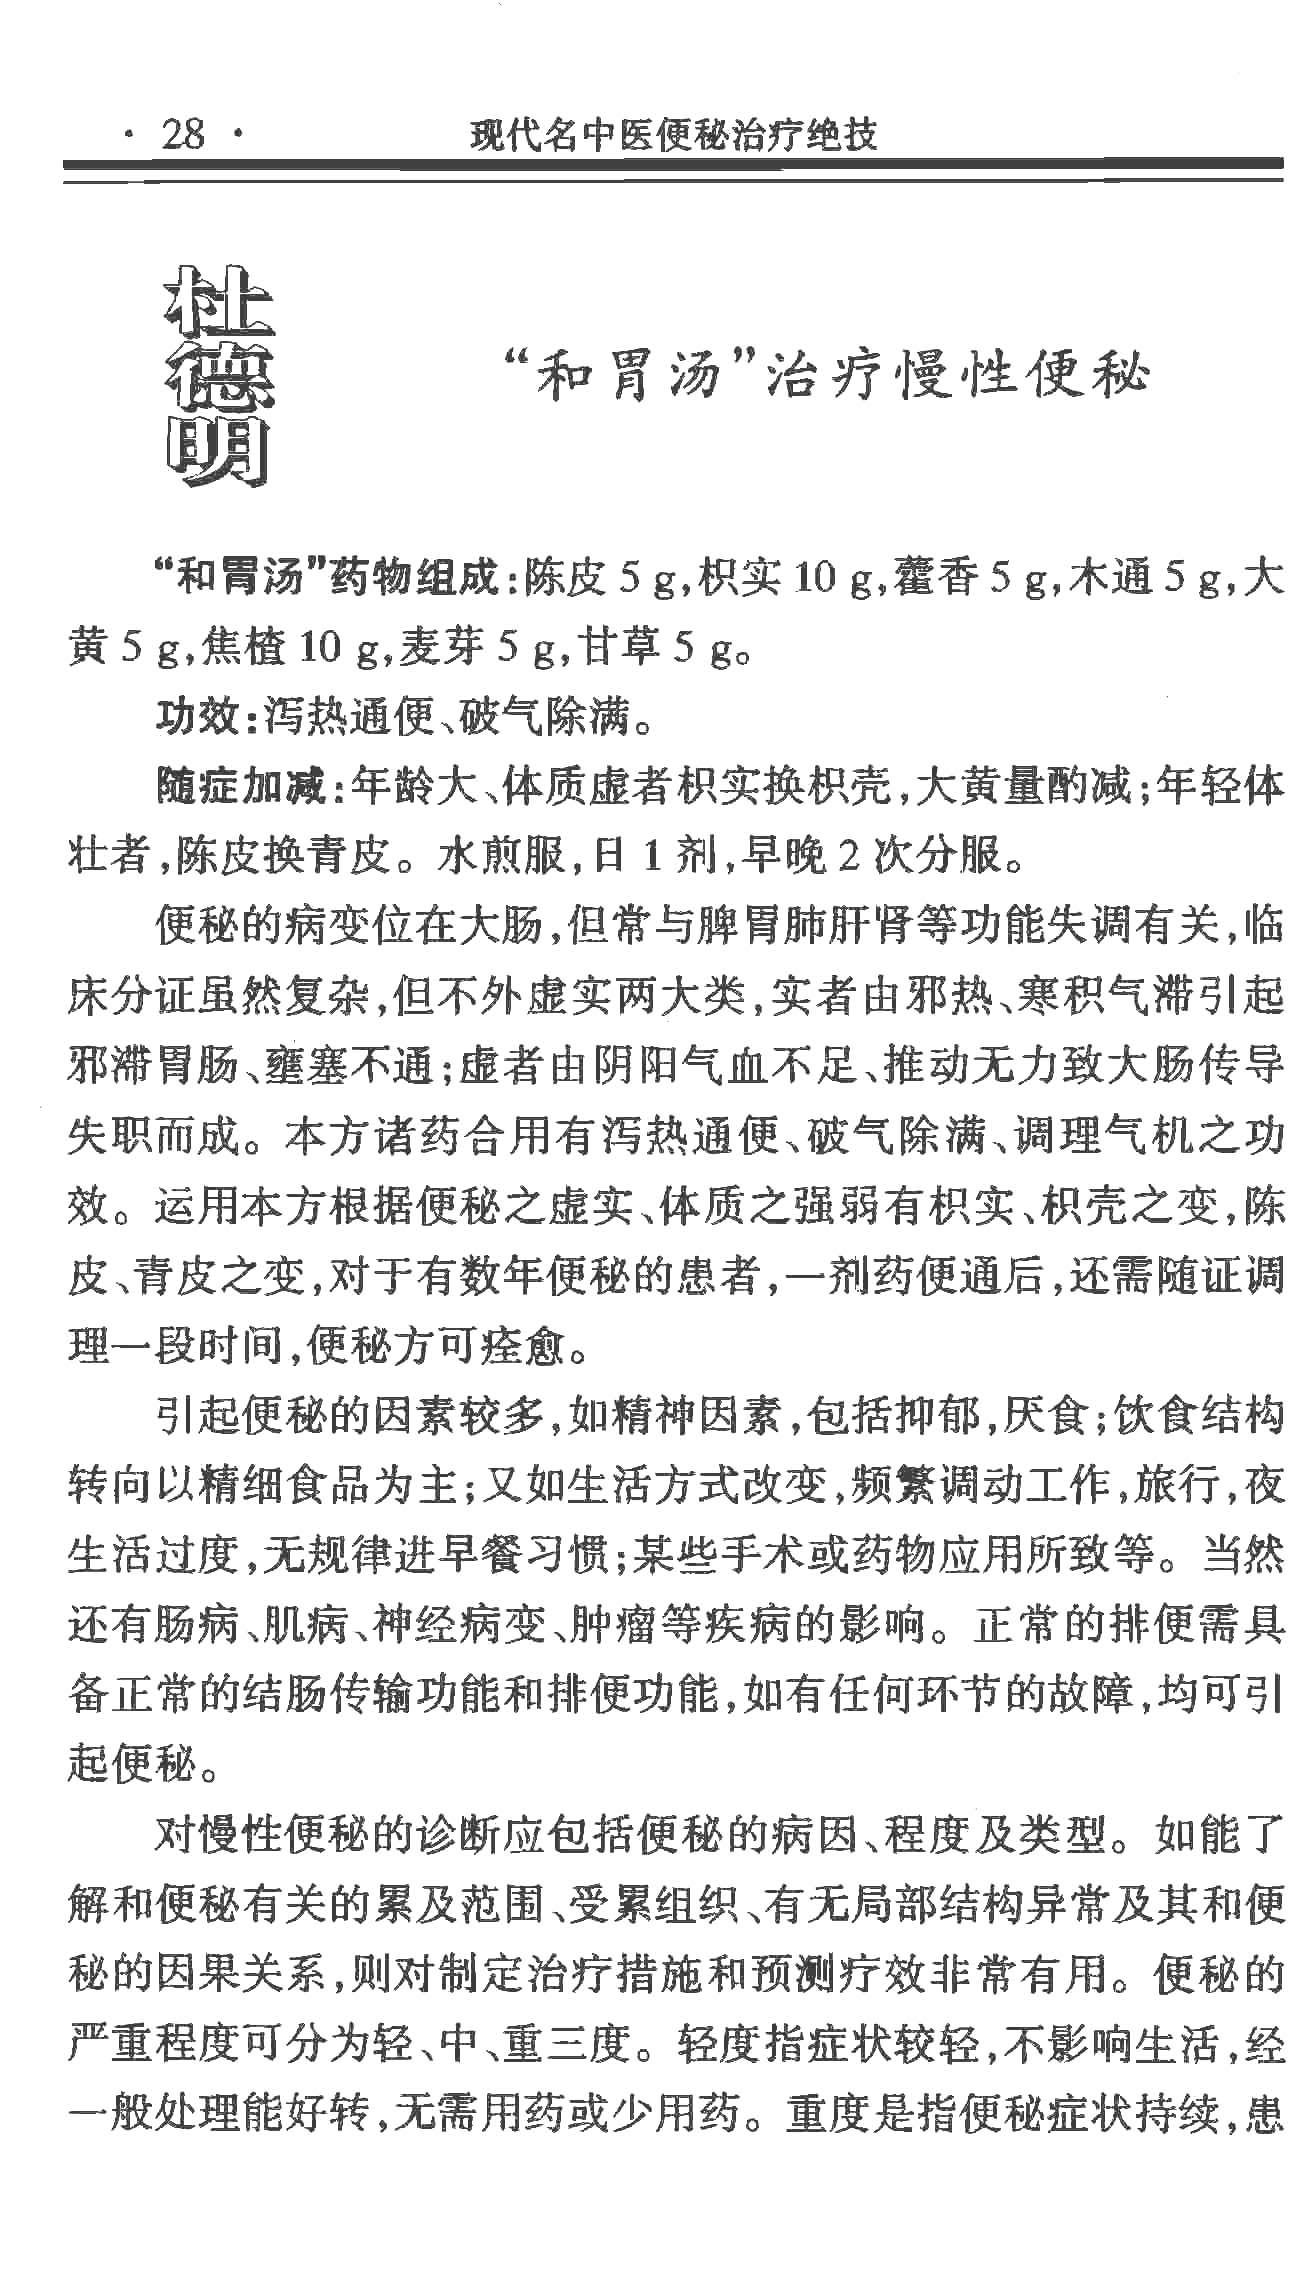 · 28 · 现代名中医便秘治疗绝技
杜德明
“和胃汤”治疗慢性便秘
“和胃汤”药物组成:陈皮 5 g,枳实 10 g,藿香 5 g,木通 5 g,大
黄 5 g,焦楂 10 g,麦芽 5 g,甘草 5 g。
功效:泻热通便、破气除满。
随症加减:年龄大、体质虚者枳实换枳壳,大黄量酌减;年轻体
壮者,陈皮换青皮。水煎服,日 1 剂,早晚 2 次分服。
便秘的病变位在大肠,但常与脾胃肺肝肾等功能失调有关,临
床分证虽然复杂,但不外虚实两大类,实者由邪热、寒积气滞引起
邪滞胃肠、壅塞不通;虚者由阴阳气血不足、推动无力致大肠传导
失职而成。本方诸药合用有泻热通便、破气除满、调理气机之功
效。运用本方根据便秘之虚实、体质之强弱有枳实、枳壳之变,陈
皮、青皮之变,对于有数年便秘的患者,一剂药便通后,还需随证调
理一段时间,便秘方可痊愈。
引起便秘的因素较多,如精神因素,包括抑郁,厌食;饮食结构
转向以精细食品为主;又如生活方式改变,频繁调动工作,旅行,夜
生活过度,无规律进早餐习惯;某些手术或药物应用所致等。当然
还有肠病、肌病、神经病变、肿瘤等疾病的影响。正常的排便需具
备正常的结肠传输功能和排便功能,如有任何环节的故障,均可引
起便秘。
对慢性便秘的诊断应包括便秘的病因、程度及类型。如能了
解和便秘有关的累及范围、受累组织、有无局部结构异常及其和便
秘的因果关系,则对制定治疗措施和预测疗效非常有用。便秘的
严重程度可分为轻、中、重三度。轻度指症状较轻,不影响生活,经
一般处理能好转,无需用药或少用药。重度是指便秘症状持续,患